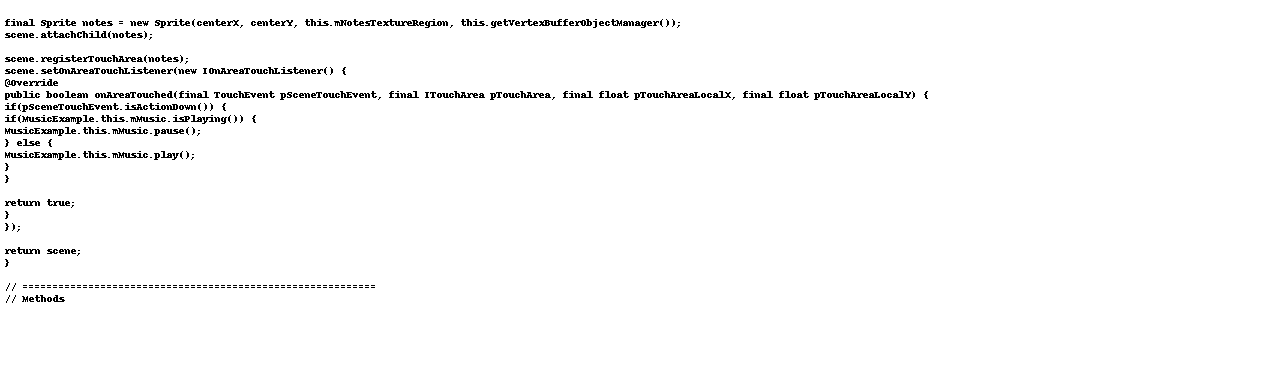 final Sprite notes = new Sprite(centerX, centerY, this.mNotesTextureRegion, this.getVertexBufferObjectManager());
scene.attachChild(notes);
scene.registerTouchArea(notes);
scene.setOnAreaTouchListener(new IOnAreaTouchListener() {
@Override
public boolean onAreaTouched(final TouchEvent pSceneTouchEvent, final ITouchArea pTouchArea, final float pTouchAreaLocalX, final float pTouchAreaLocalY) {
if(pSceneTouchEvent.isActionDown()) {
if(MusicExample.this.mMusic.isPlaying()) {
MusicExample.this.mMusic.pause();
} else {
MusicExample.this.mMusic.play();
}
}
return true;
}
});
return scene;
}
// ===========================================================
// Methods